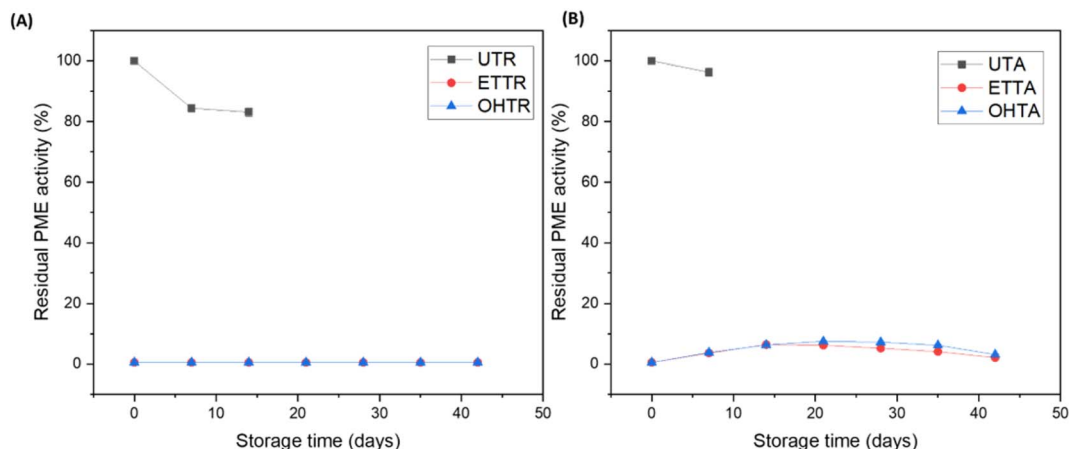 (A)
Residual PME activity (%)
100
80
60
40
20
0
UTR
ETTR
OHTR
0 10 20 30 40 50
Storage time (days)
(B)
Residual PME activity (%)
100
80
60
40
20
0
UTA
ETTA
OHTA
0 10 20 30 40 50
Storage time (days)